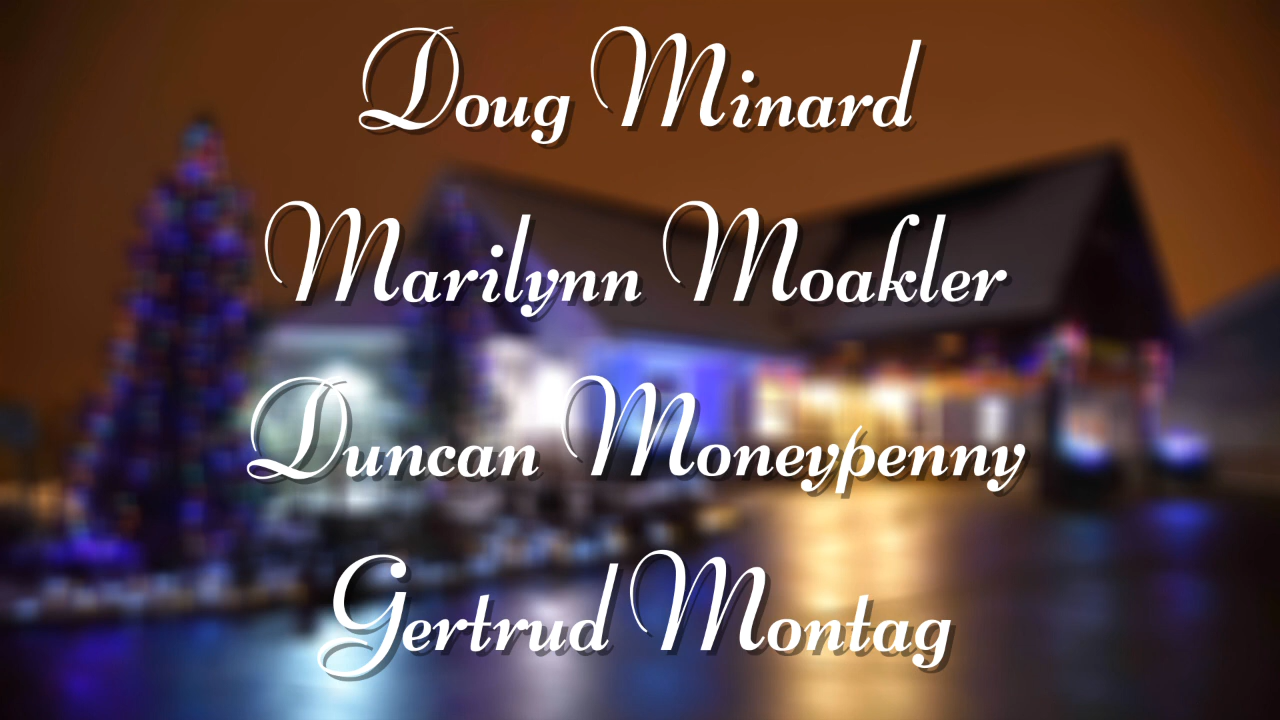 Doug Minard
Marilynn Moakler
Duncan Moneypenny
Gertrud Montag